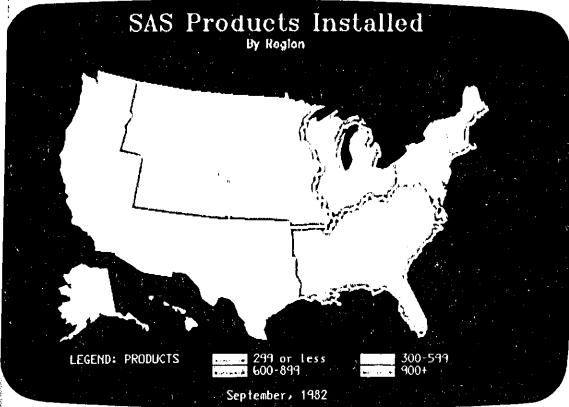 SAS Products Installed
By Region
LEGEND: PRODUCTS 299 or less 300-599
600-899 900+
September, 1982